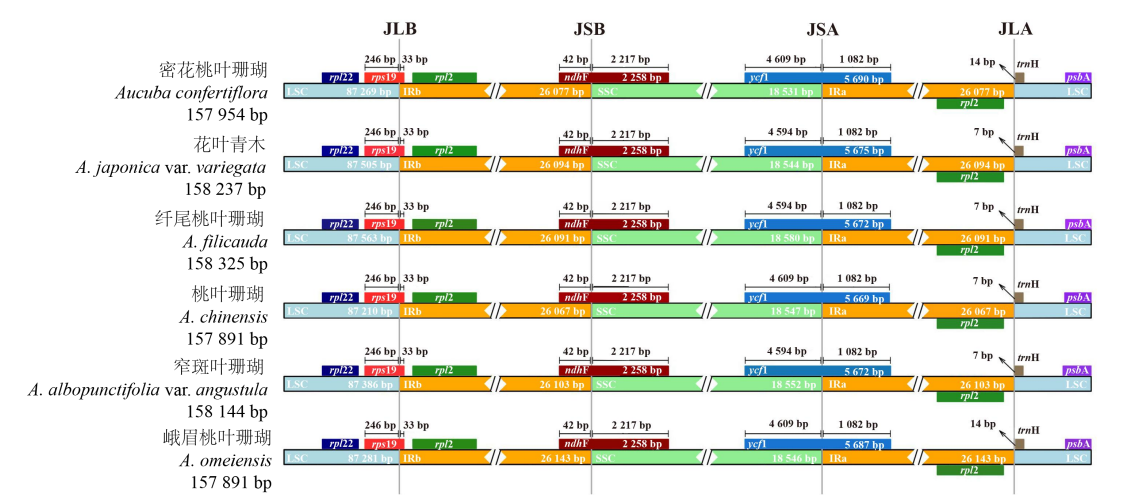 JLB JSB JSA JLA
246 bp 33 bp 42 bp 2 217 bp 4 609 bp 1 082 bp 14 bp trnH
密花桃叶珊瑚 rpl22 rps19 rpl2 ndhF 2 258 bp ycf1 5 690 bp psbA
Aucuba confertiflora LSC 87 269 bp IRb 26 077 bp SSC 18 531 bp IRa 26 077 bp LSC
157 954 bp rpl2
246 bp 33 bp 42 bp 2 217 bp 4 594 bp 1 082 bp 7 bp trnH
花叶青木 rpl22 rps19 rpl2 ndhF 2 258 bp ycf1 5 675 bp psbA
A. japonica var. variegata LSC 87 505 bp IRb 26 094 bp SSC 18 544 bp IRa 26 094 bp LSC
158 237 bp rpl2
246 bp 33 bp 42 bp 2 217 bp 4 594 bp 1 082 bp 7 bp trnH
纤尾桃叶珊瑚 rpl22 rps19 rpl2 ndhF 2 258 bp ycf1 5 672 bp psbA
A. filicauda LSC 87 563 bp IRb 26 091 bp SSC 18 580 bp IRa 26 091 bp LSC
158 325 bp rpl2
246 bp 33 bp 42 bp 2 217 bp 4 609 bp 1 082 bp 7 bp trnH
桃叶珊瑚 rpl22 rps19 rpl2 ndhF 2 258 bp ycf1 5 669 bp psbA
A. chinensis LSC 87 210 bp IRb 26 067 bp SSC 18 547 bp IRa 26 067 bp LSC
157 891 bp rpl2
246 bp 33 bp 42 bp 2 217 bp 4 594 bp 1 082 bp 7 bp trnH
窄斑叶珊瑚 rpl22 rps19 rpl2 ndhF 2 258 bp ycf1 5 672 bp psbA
A. albopunctifolia var. angustula LSC 87 386 bp IRb 26 103 bp SSC 18 552 bp IRa 26 103 bp LSC
158 144 bp rpl2
246 bp 33 bp 42 bp 2 217 bp 4 609 bp 1 082 bp 14 bp trnH
峨眉桃叶珊瑚 rpl22 rps19 rpl2 ndhF 2 258 bp ycf1 5 687 bp psbA
A. omeiensis LSC 87 281 bp IRb 26 143 bp SSC 18 546 bp IRa 26 143 bp LSC
157 891 bp rpl2